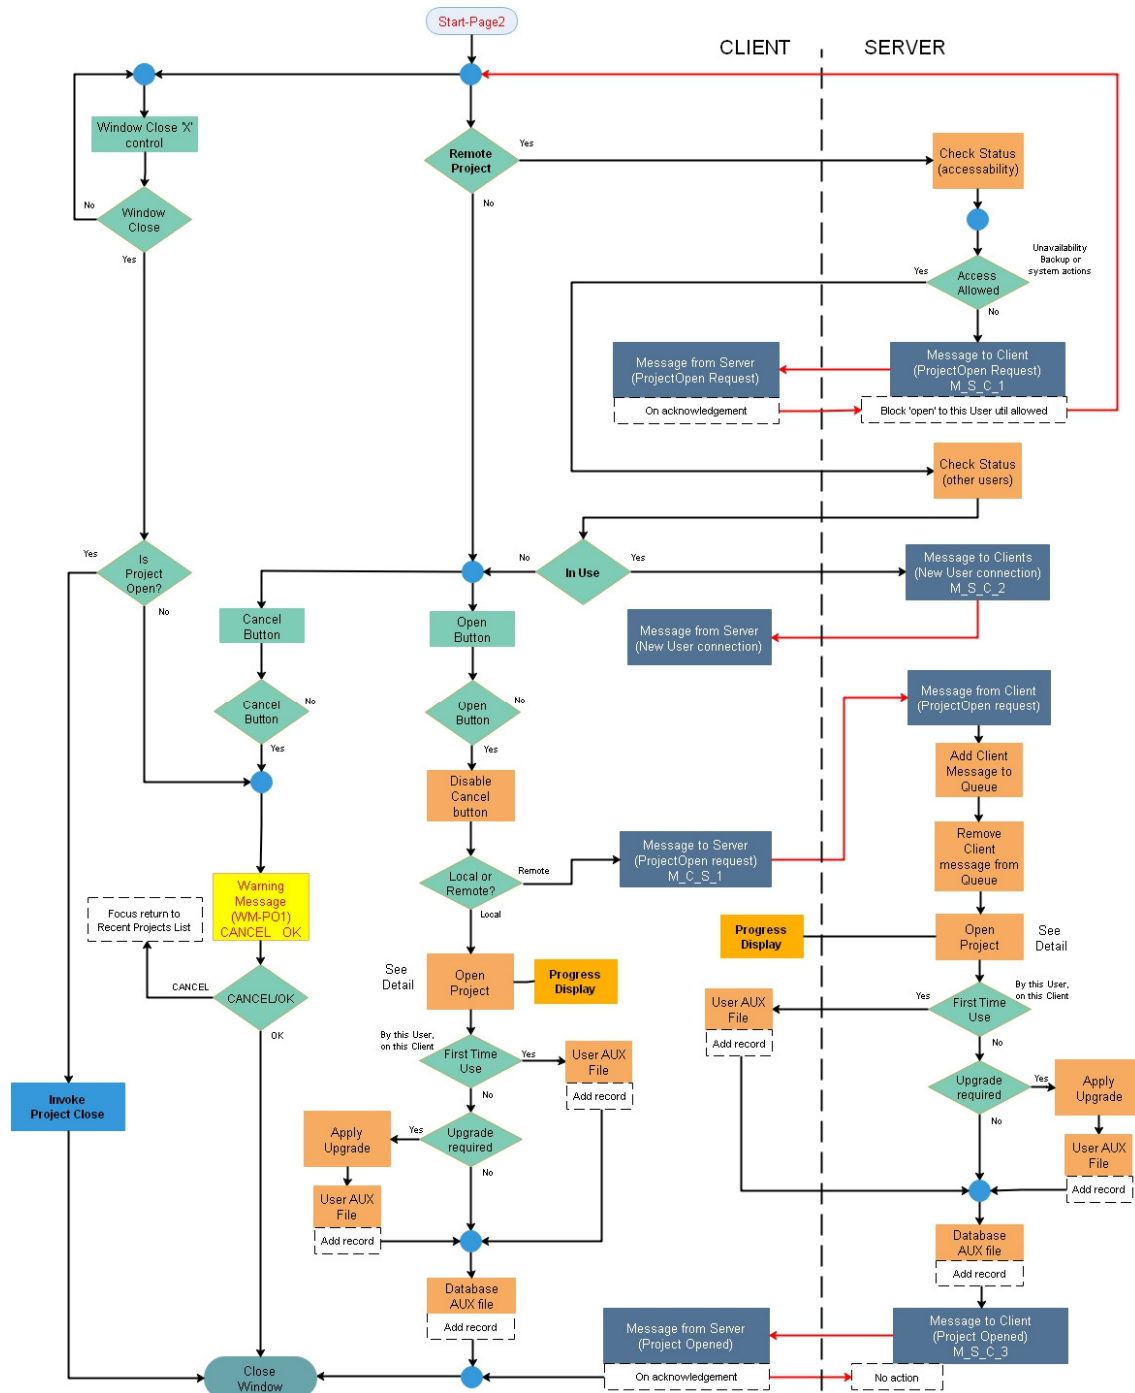 Start-Page2
CLIENT
SERVER
Window Close 'X'
control
Remote
Project
Yes
No
Check Status
(accessability)
No
Window
Close
Yes
Unavailability
Backup or
system actions
Yes
Access
Allowed
No
Message from Server
(ProjectOpen Request)
On acknowledgement
Message to Client
(ProjectOpen Request)
M_S_C_1
Block 'open' to this User util allowed
Check Status
(other users)
Yes
Is
Project
Open?
No
No
In Use
Yes
Message to Clients
(New User connection)
M_S_C_2
Cancel
Button
Open
Button
Message from Server
(New User connection)
Cancel
Button
No
Yes
Open
Button
No
Yes
Message from Client
(ProjectOpen request)
Disable
Cancel
button
Add Client
Message to
Queue
Remove
Client
message from
Queue
Message to Server
(ProjectOpen request)
M_C_S_1
Local or
Remote?
Remote
Local
Warning
Message
(WM-PO1)
CANCEL OK
Focus return to
Recent Projects List
CANCEL
CANCEL/OK
OK
See
Detail
Open
Project
Progress
Display
Progress
Display
Open
Project
See
Detail
By this User,
on this Client
First Time
Use
Yes
No
User AUX
File
Add record
Yes
First Time
Use
By this User,
on this Client
No
User AUX
File
Add record
Invoke
Project Close
Apply
Upgrade
Yes
Upgrade
required
No
User AUX
File
Add record
Upgrade
required
Yes
No
Apply
Upgrade
User AUX
File
Add record
Database
AUX file
Add record
Database
AUX file
Add record
Message from Server
(Project Opened)
On acknowledgement
Message to Client
(Project Opened)
M_S_C_3
No action
Close
Window